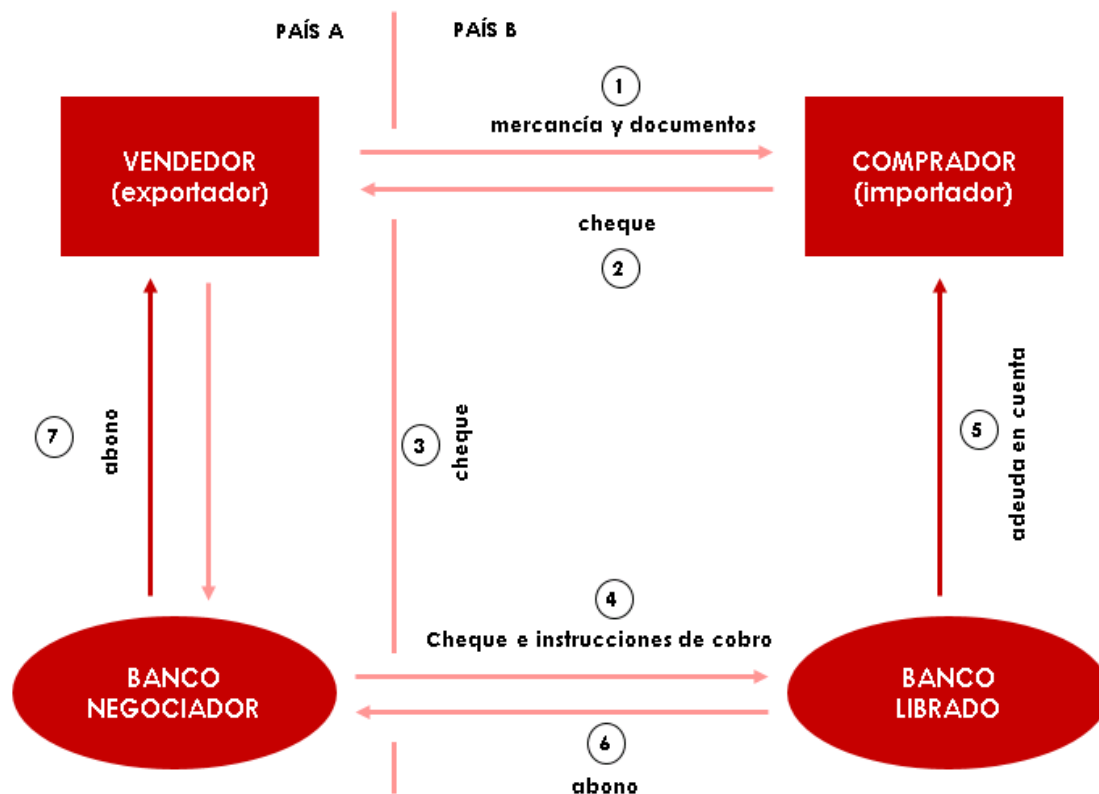 PAÍS A
PAÍS B
1
mercancía y documentos
VENDEDOR
(exportador)
COMPRADOR
(importador)
cheque
2
7
abono
3
cheque
5
adeuda en cuenta
4
Cheque e instrucciones de cobro
BANCO
NEGOCIADOR
BANCO
LIBRADO
6
abono